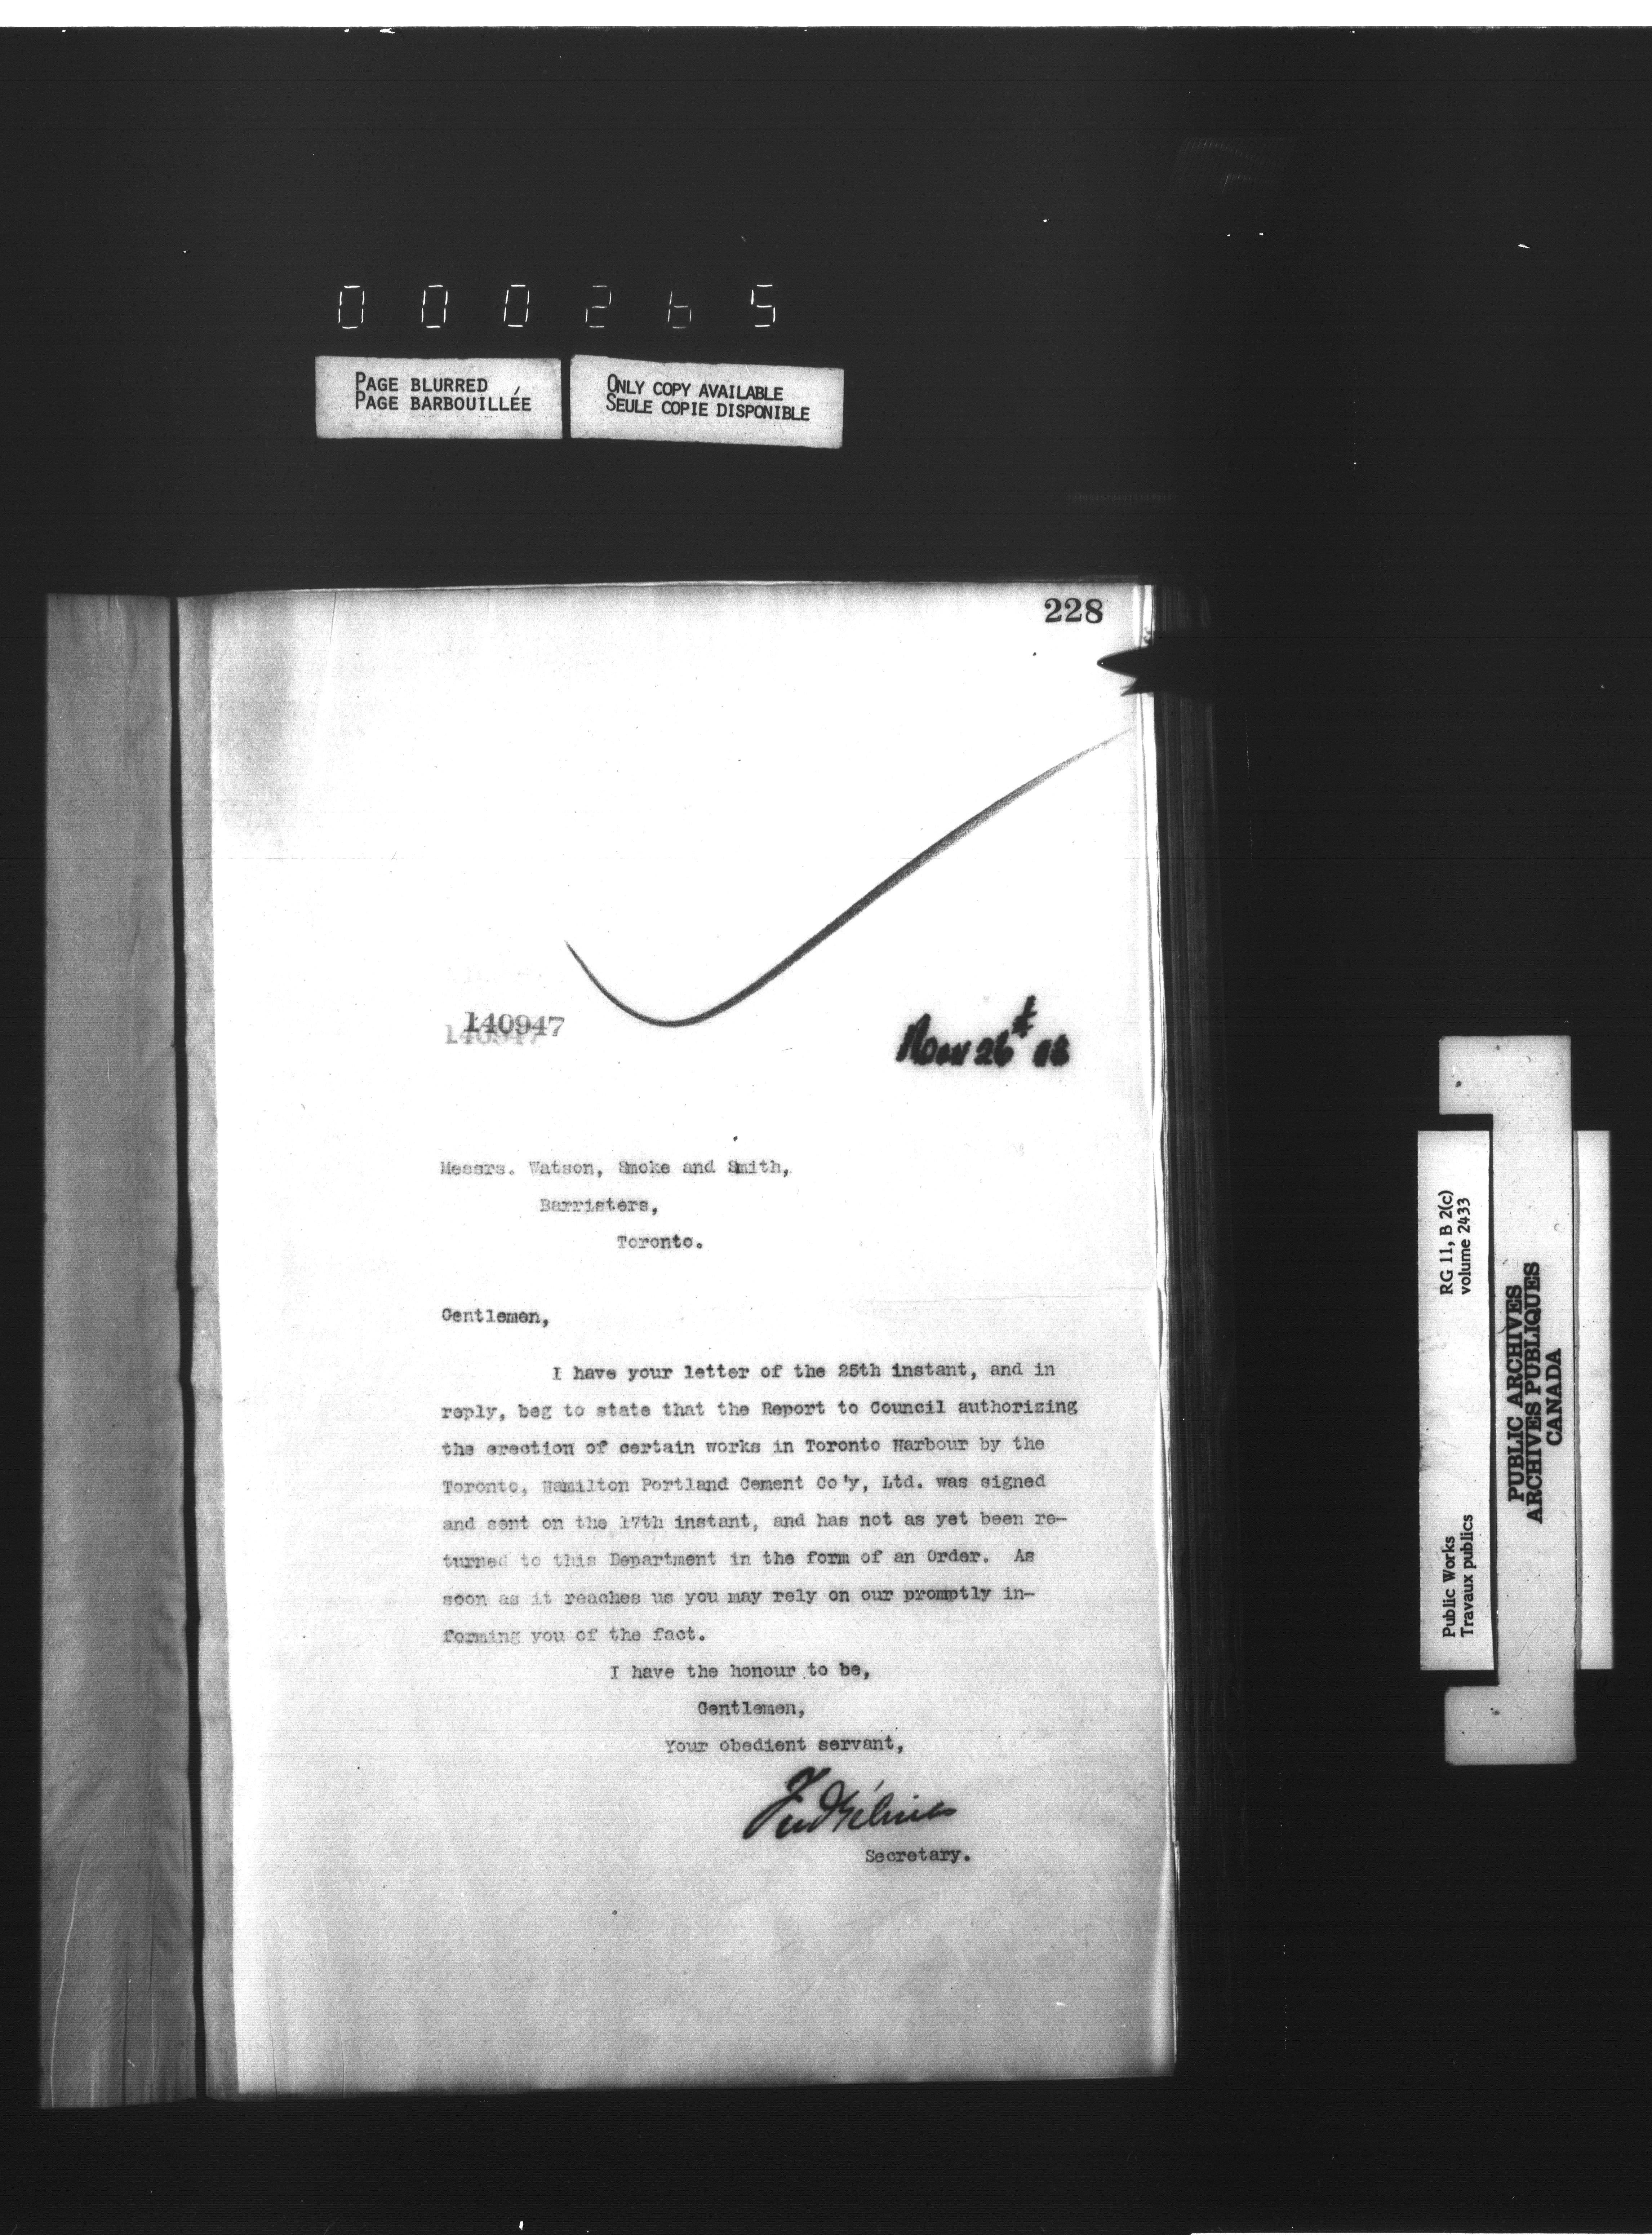 000265
PAGE BLURRED
PAGE BARBOUILLÉE
ONLY COPY AVAILABLE
SEULE COPIE DISPONIBLE
228
140947
140947
Nov 26
Messrs. Watson, Smoke and Smith,
Barristers,
Toronto.
Gentlemen,
I have your letter of the 25th instant, and in
reply, beg to state that the Report to Council authorizing
the erection of certain works in Toronto Harbour by the
Toronto, Hamilton Portland Cement Co'y, Ltd. was signed
and sent on the 17th instant, and has not as yet been re-
turned to this Department in the form of an Order. As
soon as it reaches us you may rely on our promptly in-
forming you of the fact.
I have the honour to be,
Gentlemen,
Your obedient servant,
Secretary.
Public Works
Travaux publics
RG 11, B 2(c)
volume 2433
PUBLIC ARCHIVES
ARCHIVES PUBLIQUES
CANADA